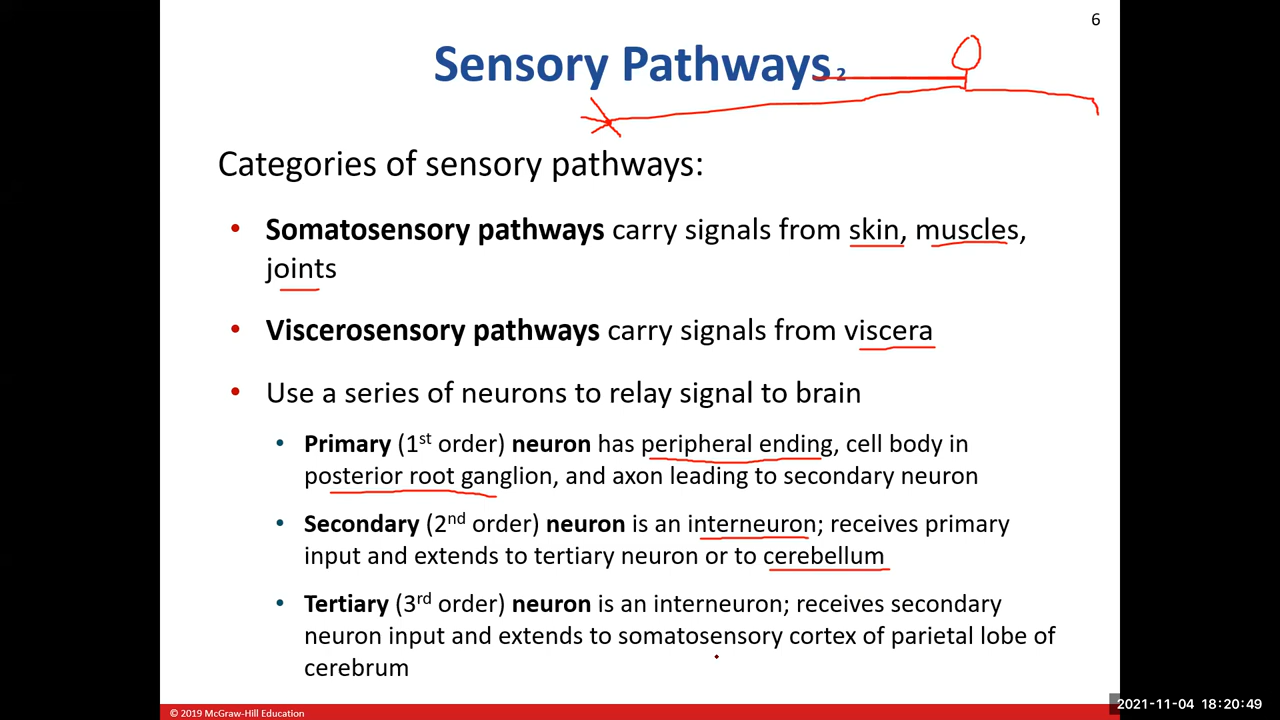 6
Sensory Pathways 2
Categories of sensory pathways:
• Somatosensory pathways carry signals from skin, muscles,
joints
• Viscerosensory pathways carry signals from viscera
• Use a series of neurons to relay signal to brain
• Primary (1st order) neuron has peripheral ending, cell body in
posterior root ganglion, and axon leading to secondary neuron
• Secondary (2nd order) neuron is an interneuron; receives primary
input and extends to tertiary neuron or to cerebellum
• Tertiary (3rd order) neuron is an interneuron; receives secondary
neuron input and extends to somatosensory cortex of parietal lobe of
cerebrum
© 2019 McGraw-Hill Education
2021-11-04 18:20:49